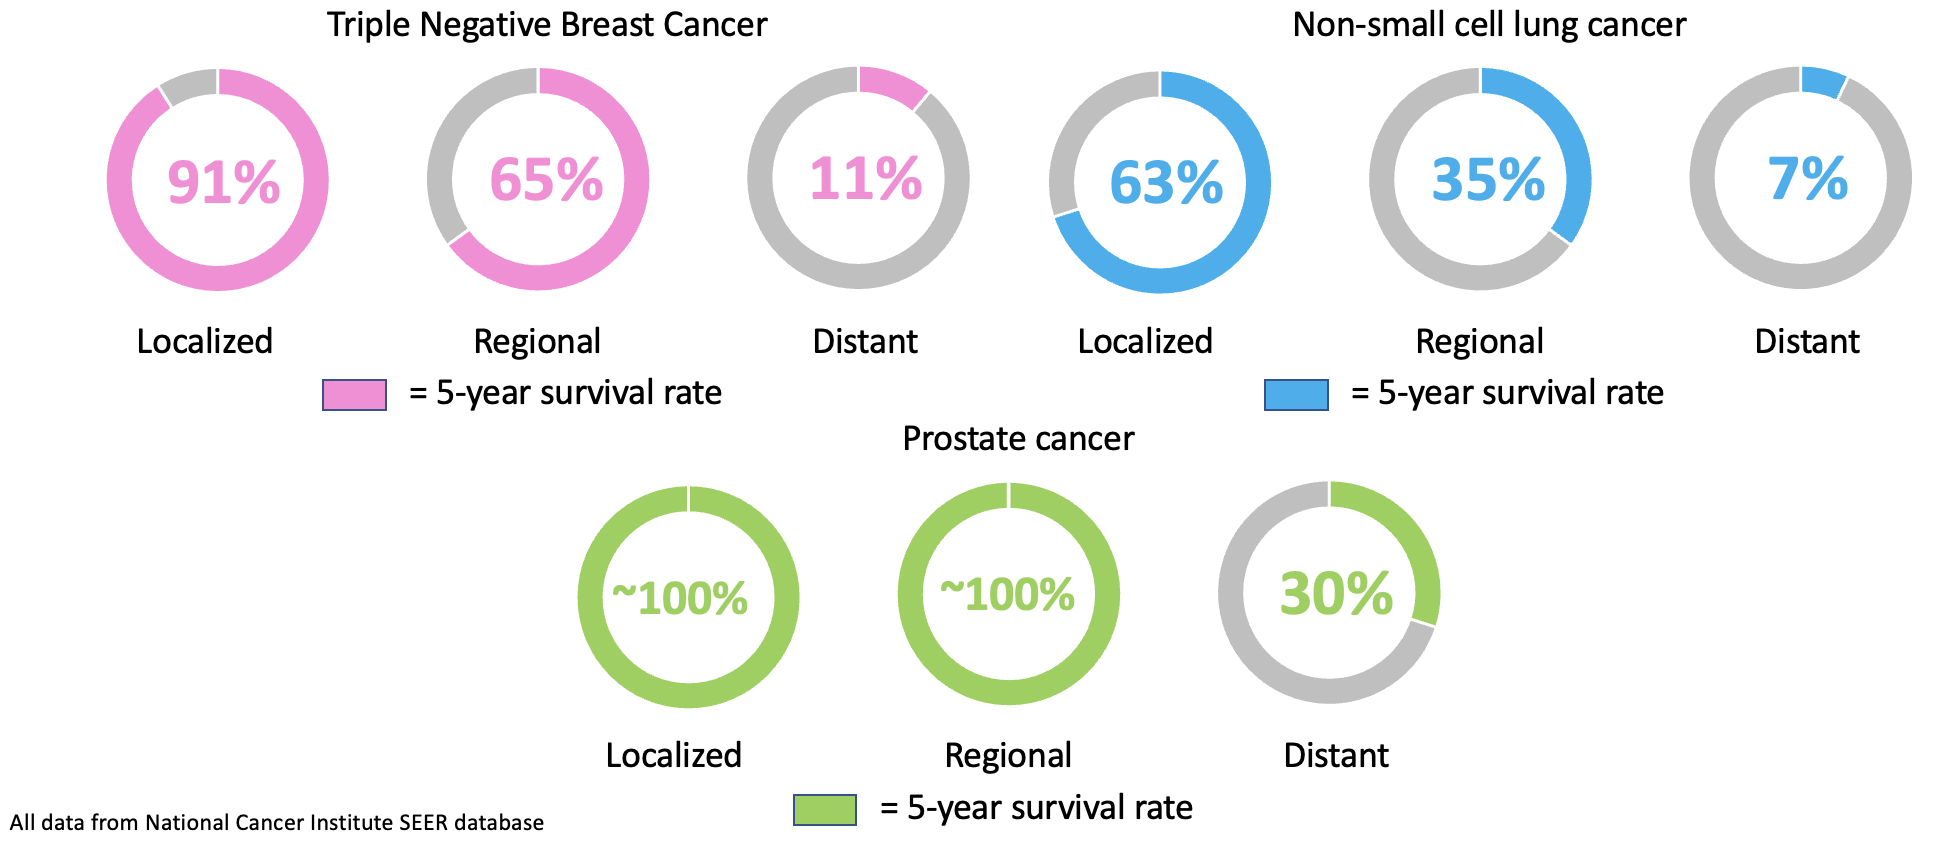 Triple Negative Breast Cancer
91%
65%
11%
Localized
Regional
Distant
= 5-year survival rate
Non-small cell lung cancer
63%
35%
7%
Localized
Regional
Distant
= 5-year survival rate
Prostate cancer
~100%
~100%
30%
Localized
Regional
Distant
= 5-year survival rate
All data from National Cancer Institute SEER database